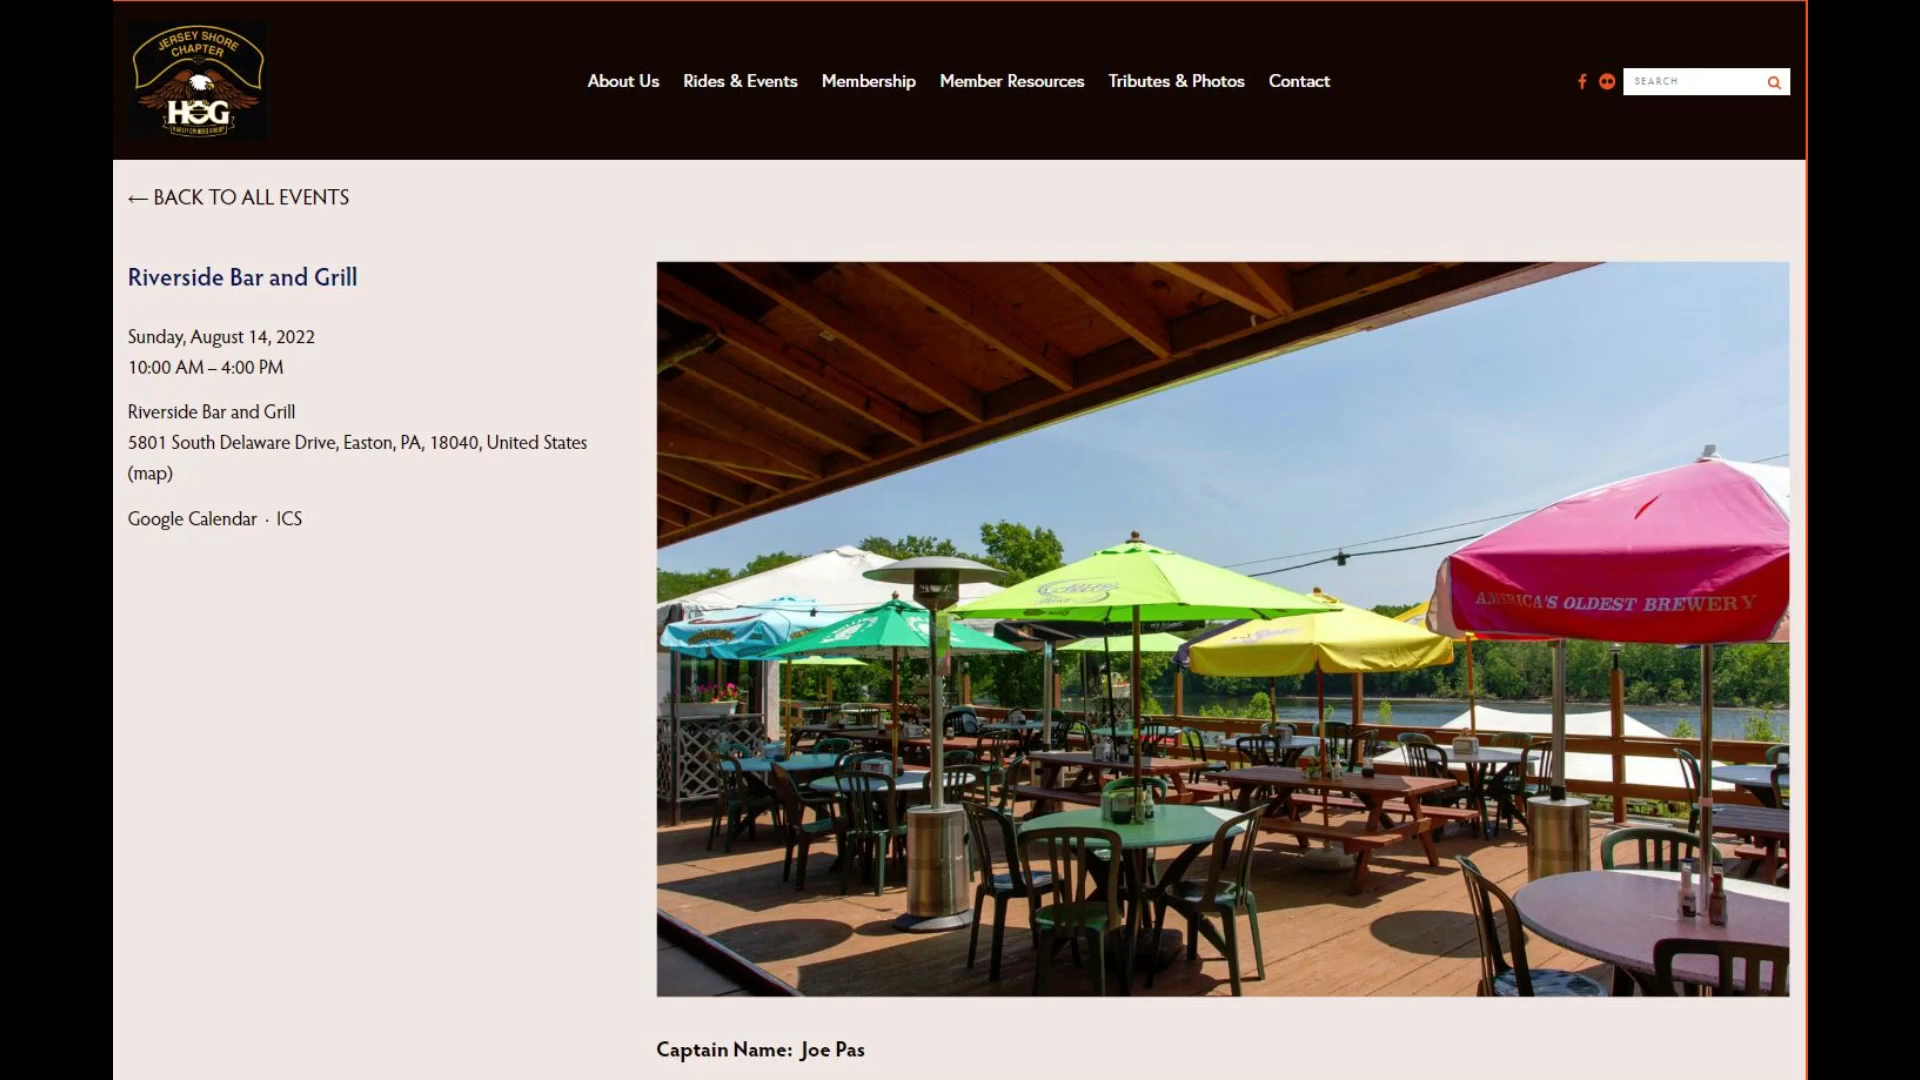 JERSEY SHORE
CHAPTER
HOG
About Us
Rides & Events
Membership
Member Resources
Tributes & Photos
Contact
SEARCH
← BACK TO ALL EVENTS
Riverside Bar and Grill
Sunday, August 14, 2022
10:00 AM – 4:00 PM
Riverside Bar and Grill
5801 South Delaware Drive, Easton, PA, 18040, United States
(map)
Google Calendar · ICS
AMERICA'S OLDEST BREWERY
Captain Name: Joe Pas